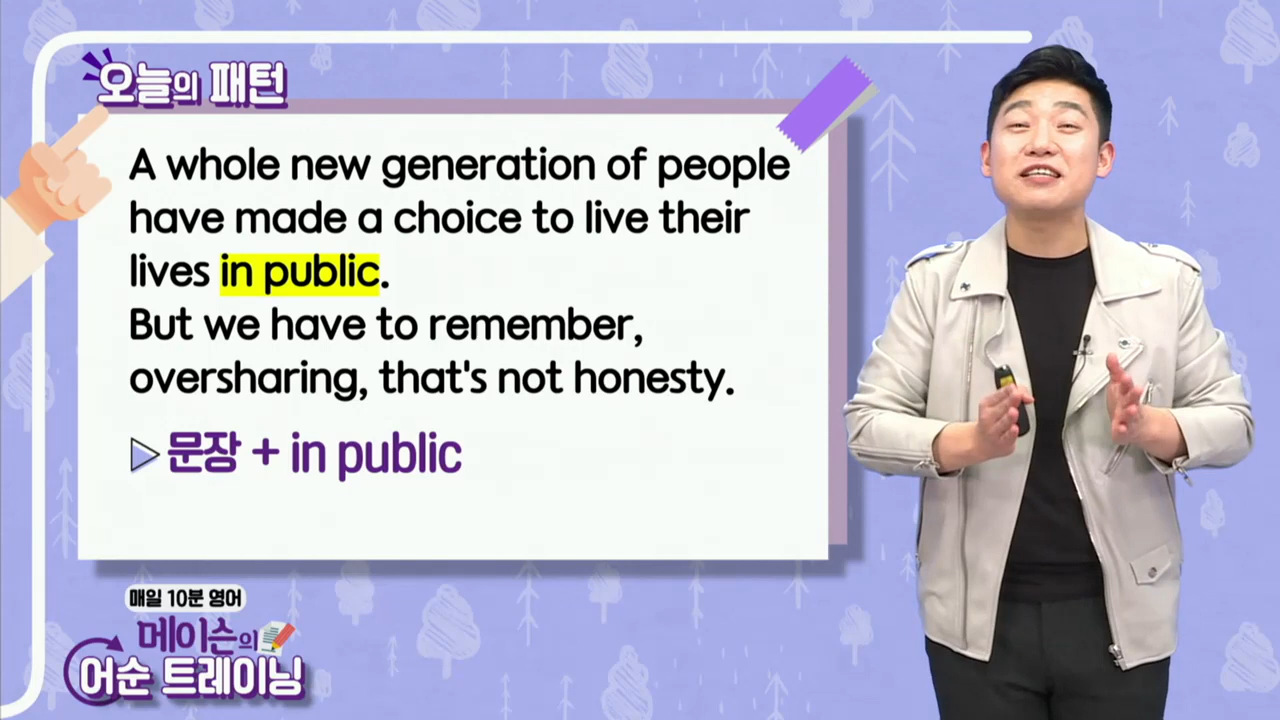 오늘의 패턴
A whole new generation of people
have made a choice to live their
lives in public.
But we have to remember,
oversharing, that's not honesty.
▷ 문장 + in public
매일 10분 영어
메이슨의
어순 트레이닝